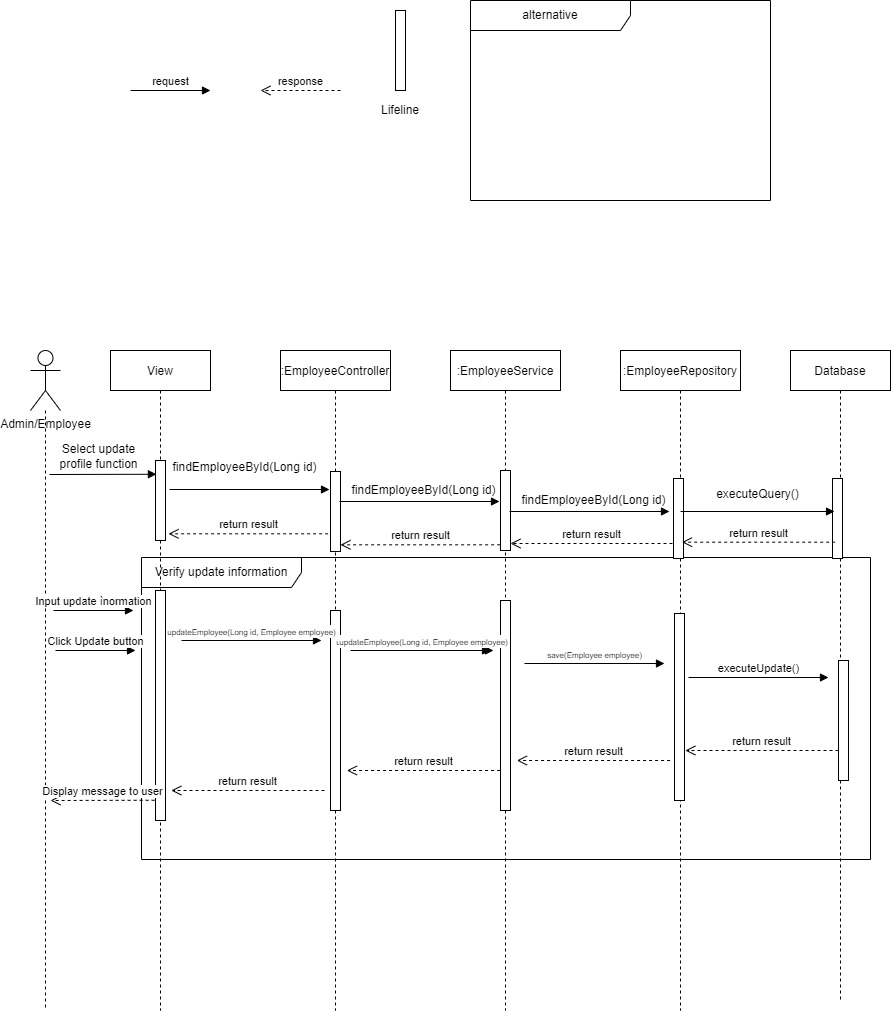 alternative
request
response
Lifeline
View
:EmployeeController
:EmployeeService
:EmployeeRepository
Database
Admin/Employee
Select update
profile function
findEmployeeById(Long id)
findEmployeeById(Long id)
findEmployeeById(Long id)
executeQuery()
return result
return result
return result
return result
Verify update information
Input update inormation
Click Update button
updateEmployee(Long id, Employee employee)
updateEmployee(Long id, Employee employee)
save(Employee employee)
executeUpdate()
return result
return result
return result
return result
Display message to user